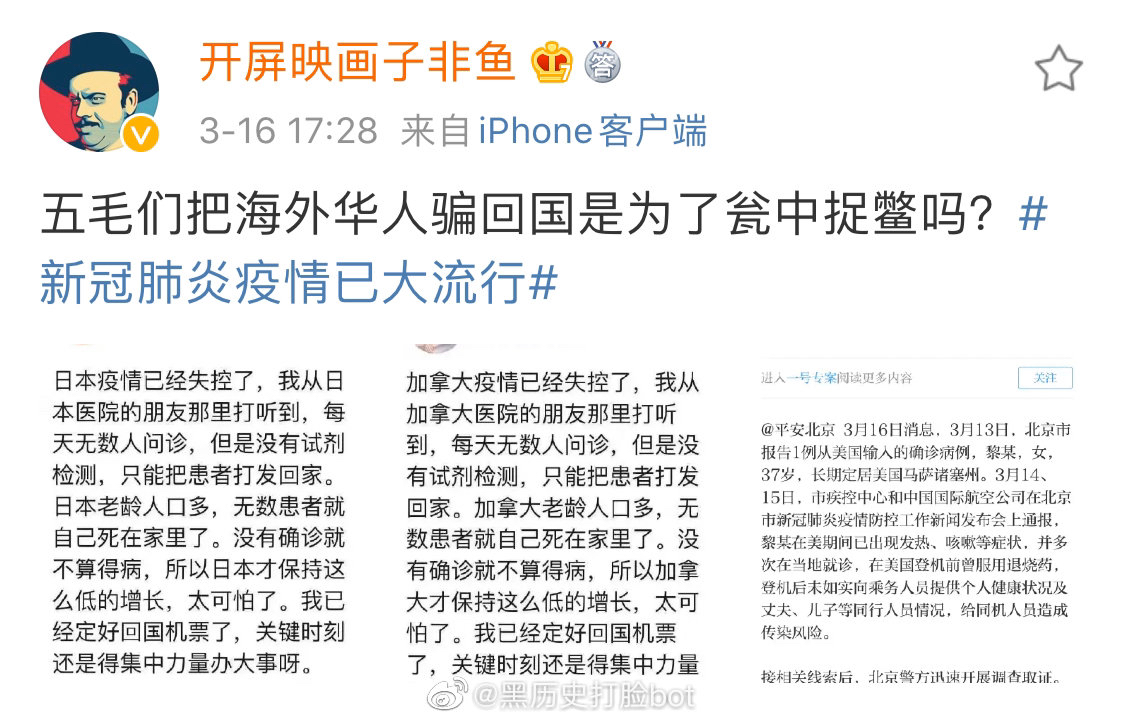 开屏映画子非鱼
答
3-16 17:28 来自 iPhone客户端
五毛们把海外华人骗回国是为了瓮中捉鳖吗？#
新冠肺炎疫情已大流行#
日本疫情已经失控了，我从日
本医院的朋友那里打听到，每
天无数人问诊，但是没有试剂
检测，只能把患者打发回家。
日本老龄人口多，无数患者就
自己死在家里了。没有确诊就
不算得病，所以日本才保持这
么低的增长，太可怕了。我已
经定好回国机票了，关键时刻
还是得集中力量办大事呀。
加拿大疫情已经失控了，我从
加拿大医院的朋友那里打听
到，每天无数人问诊，但是没
有试剂检测，只能把患者打发
回家。加拿大老龄人口多，无
数患者就自己死在家里了。没
有确诊就不算得病，所以加拿
大才保持这么低的增长，太可
怕了。我已经定好回国机票
了，关键时刻还是得集中力量
进入一号专案阅读更多内容
关注
@平安北京 3月16日消息，3月13日，北京市
报告1例从美国输入的确诊病例，黎某，女，
37岁，长期定居美国马萨诸塞州。3月14、
15日，市疾控中心和中国国际航空公司在北京
市新冠肺炎疫情防控工作新闻发布会上通报，
黎某在美期间已出现发热、咳嗽等症状，并多
次在当地就诊，在美国登机前曾服用退烧药，
登机后未如实向乘务人员提供个人健康状况及
丈夫、儿子等同行人员情况，给同机人员造成
传染风险。
接相关线索后，北京警方迅速开展调查取证。
@黑历史打脸bot